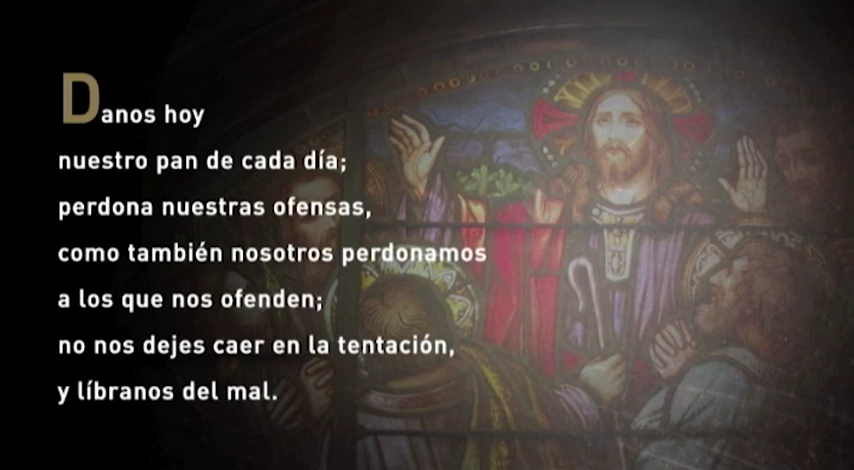 Danos hoy
nuestro pan de cada día;
perdona nuestras ofensas,
como también nosotros perdonamos
a los que nos ofenden;
no nos dejes caer en la tentación,
y líbranos del mal.